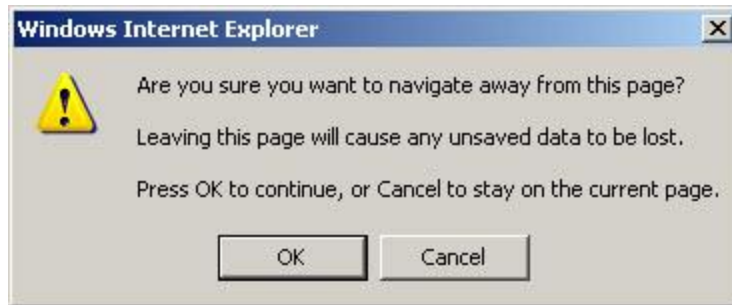 Windows Internet Explorer
Are you sure you want to navigate away from this page?
Leaving this page will cause any unsaved data to be lost.
Press OK to continue, or Cancel to stay on the current page.
OK Cancel